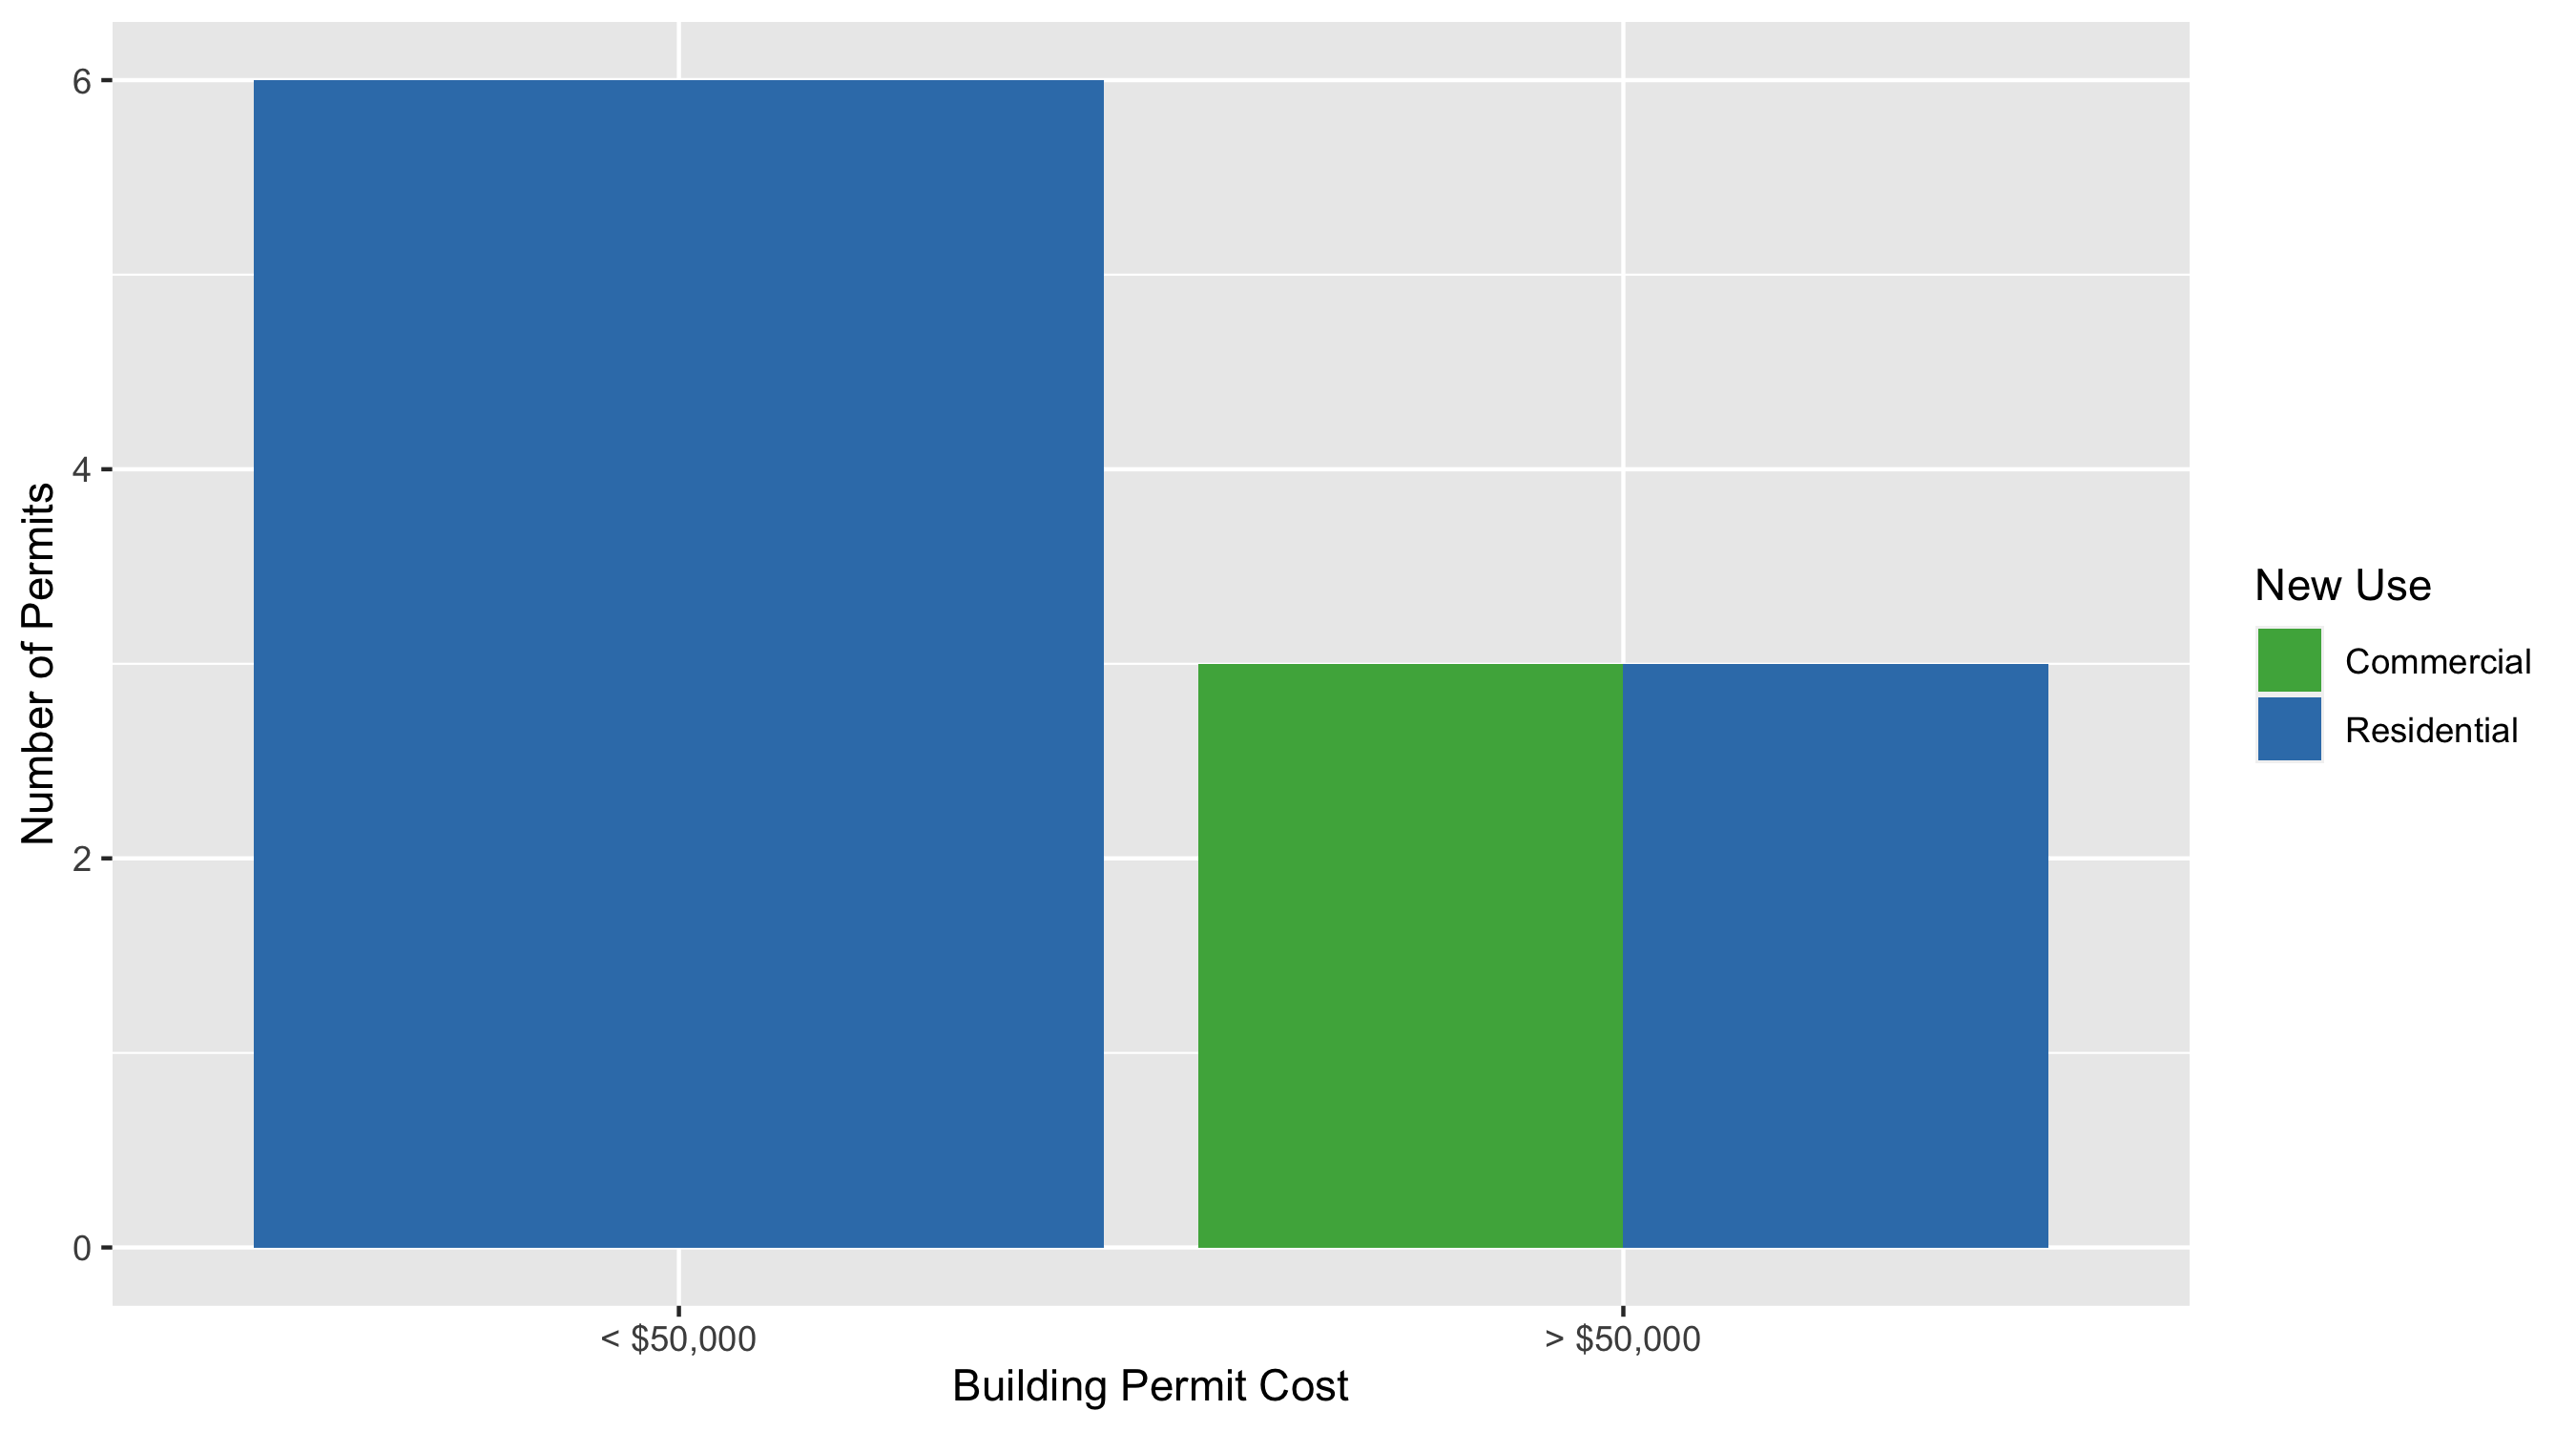 6
4
2
0
Number of Permits
< $50,000
> $50,000
Building Permit Cost
New Use
Commercial
Residential